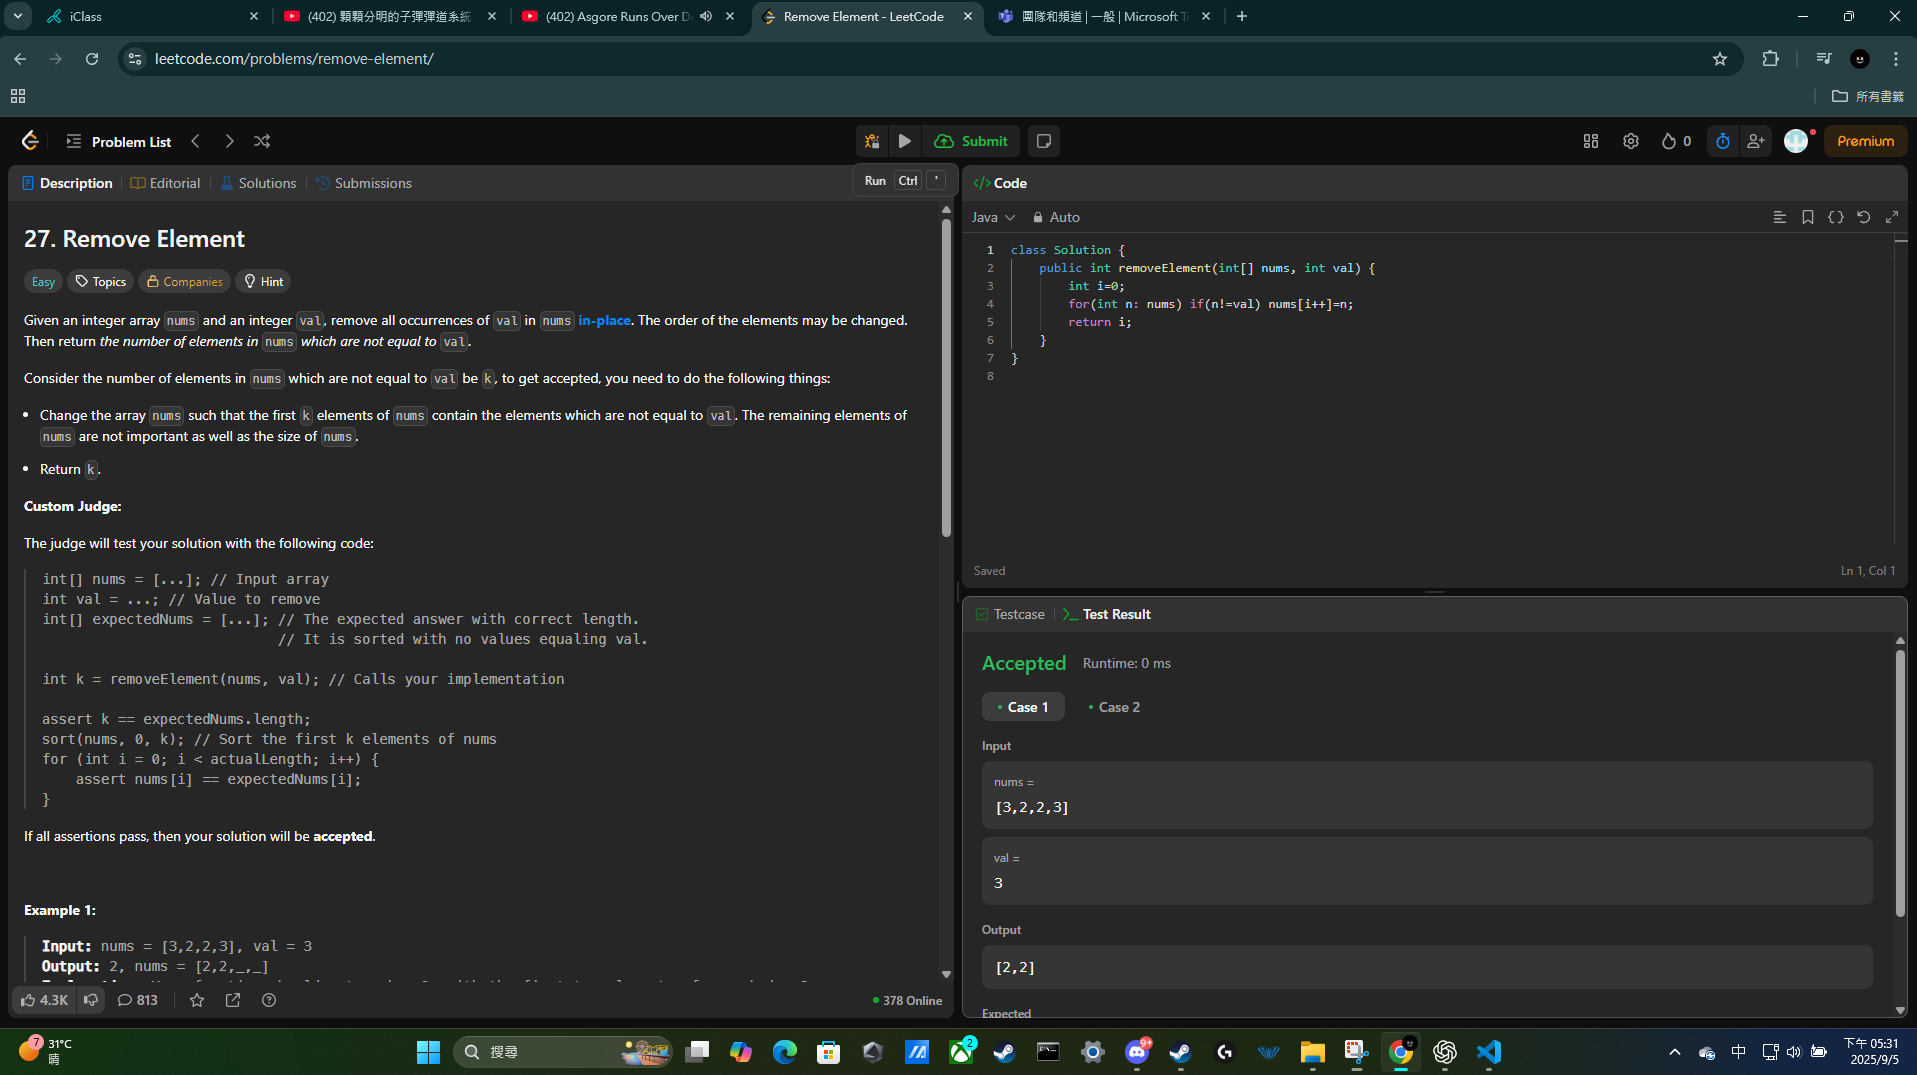 iClass
(402) 顆顆分明的子彈彈道系統
(402) Asgore Runs Over D
Remove Element - LeetCode
團隊和頻道 | 一般 | Microsoft T
leetcode.com/problems/remove-element/
所有書籤
Problem List
Submit
0
Premium
Description
Editorial
Solutions
Submissions
Run Ctrl '
27. Remove Element
Easy
Topics
Companies
Hint
Given an integer array nums and an integer val, remove all occurrences of val in nums in-place. The order of the elements may be changed.
Then return the number of elements in nums which are not equal to val.
Consider the number of elements in nums which are not equal to val be k, to get accepted, you need to do the following things:
• Change the array nums such that the first k elements of nums contain the elements which are not equal to val. The remaining elements of
nums are not important as well as the size of nums.
• Return k.
Custom Judge:
The judge will test your solution with the following code:
int[] nums = [...]; // Input array
int val = ...; // Value to remove
int[] expectedNums = [...]; // The expected answer with correct length.
// It is sorted with no values equaling val.
int k = removeElement(nums, val); // Calls your implementation
assert k == expectedNums.length;
sort(nums, 0, k); // Sort the first k elements of nums
for (int i = 0; i < actualLength; i++) {
assert nums[i] == expectedNums[i];
}
If all assertions pass, then your solution will be accepted.
Example 1:
Input: nums = [3,2,2,3], val = 3
Output: 2, nums = [2,2,_,_]
4.3K
813
378 Online
</> Code
Java
Auto
1 class Solution {
2 public int removeElement(int[] nums, int val) {
3 int i=0;
4 for(int n: nums) if(n!=val) nums[i++]=n;
5 return i;
6 }
7 }
8
Saved
Ln 1, Col 1
Testcase
Test Result
Accepted
Runtime: 0 ms
• Case 1
• Case 2
Input
nums =
[3,2,2,3]
val =
3
Output
[2,2]
Expected
7
31°C
晴
搜尋
2
9+
中
下午 05:31
2025/9/5